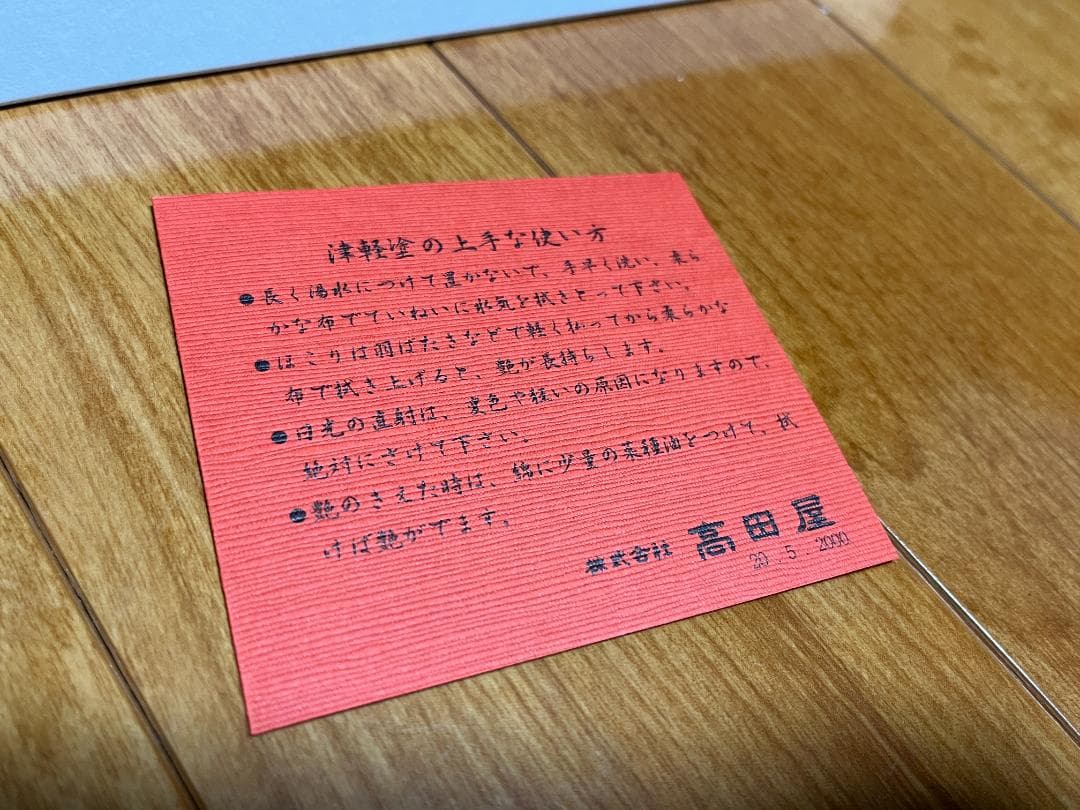 津軽塗の上手な使い方
●長く湯水につけて置かないで、手早く洗い、柔ら
かな布でていねいに水気を拭きとって下さい。
●ほこりは羽ばたきなどで軽く払ってから柔らかな
布で拭き上げると、艶が長持ちします。
●日光の直射は、変色や狂いの原因になりますので、
絶対にさけて下さい。
●艶のきえた時は、綿に少量の菜種油をつけて、拭
けば艶がでます。
株式会社 高田屋
20.5.2000